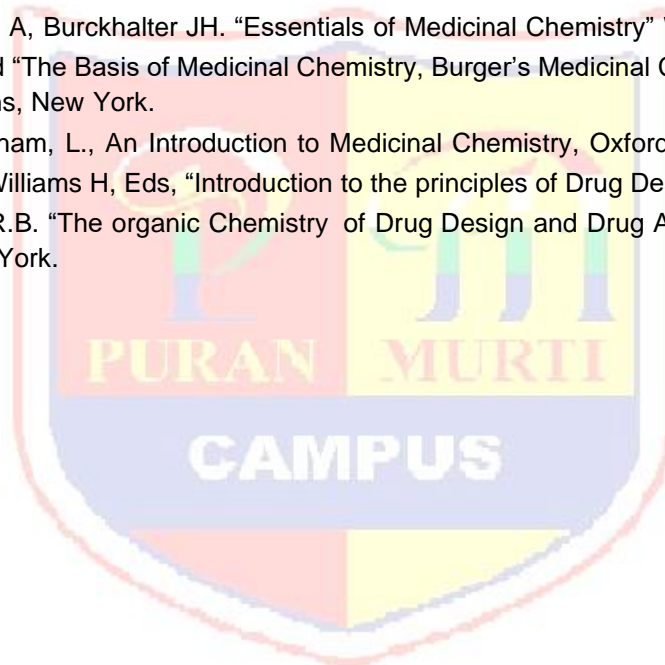 A, Burckhalter JH. “Essentials of Medicinal Chemistry”
“The Basis of Medicinal Chemistry, Burger’s Medicinal
New York.
L., An Introduction to Medicinal Chemistry, Oxford
Williams H, Eds, “Introduction to the principles of Drug
R.B. “The organic Chemistry of Drug Design and Drug
York.
PURAN MURTI
CAMPUS